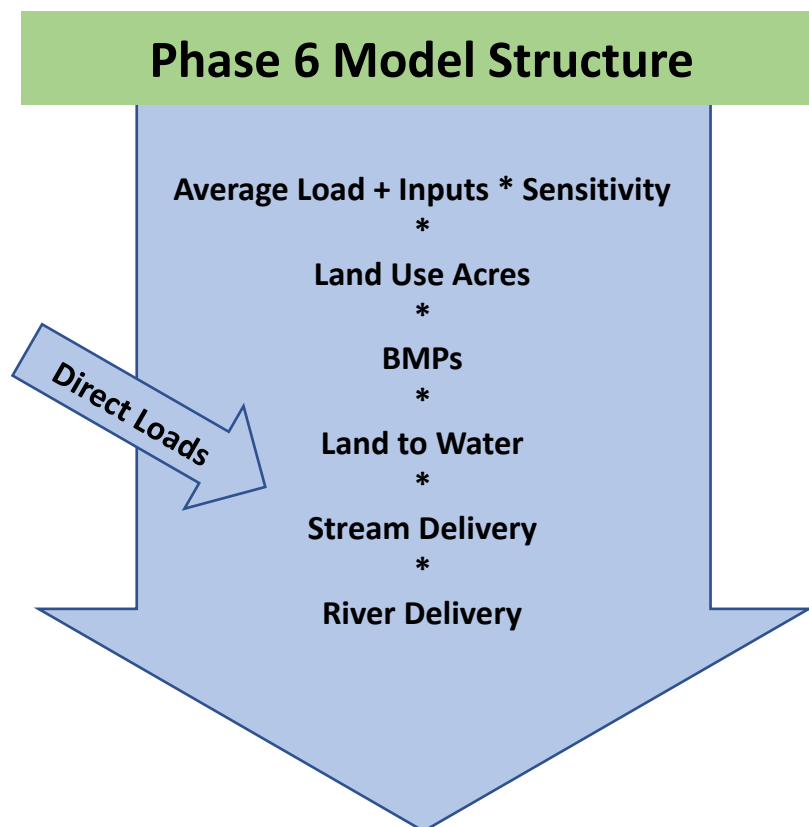 Phase 6 Model Structure
Average Load + Inputs * Sensitivity
*
Land Use Acres
*
BMPs
*
Land to Water
*
Stream Delivery
*
River Delivery
Direct Loads